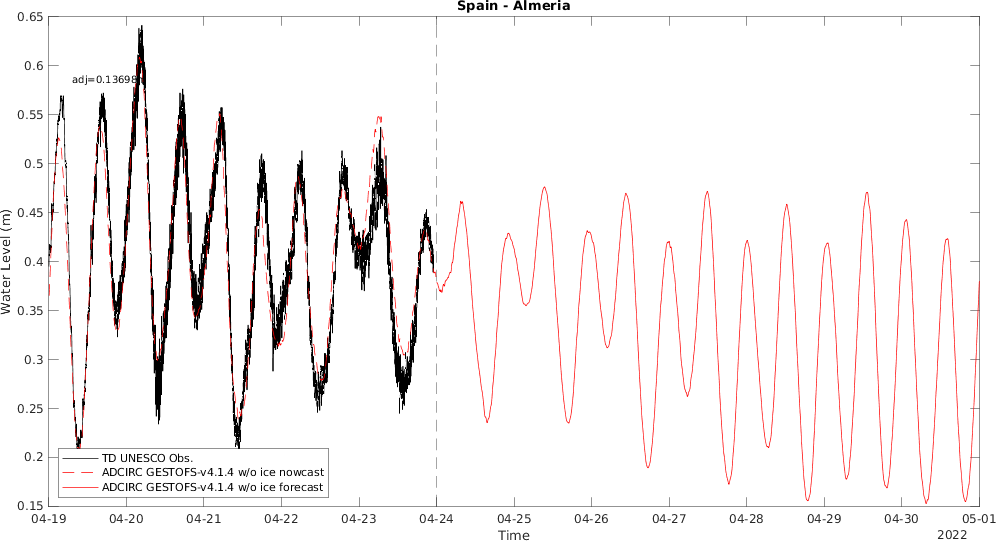 Spain - Almeria
0.65
0.6
0.55
0.5
0.45
0.4
0.35
0.3
0.25
0.2
0.15
Water Level (m)
adj=0.13698
TD UNESCO Obs.
ADCIRC GESTOFS-v4.1.4 w/o ice nowcast
ADCIRC GESTOFS-v4.1.4 w/o ice forecast
04-19 04-20 04-21 04-22 04-23 04-24 04-25 04-26 04-27 04-28 04-29 04-30 05-01
Time
2022